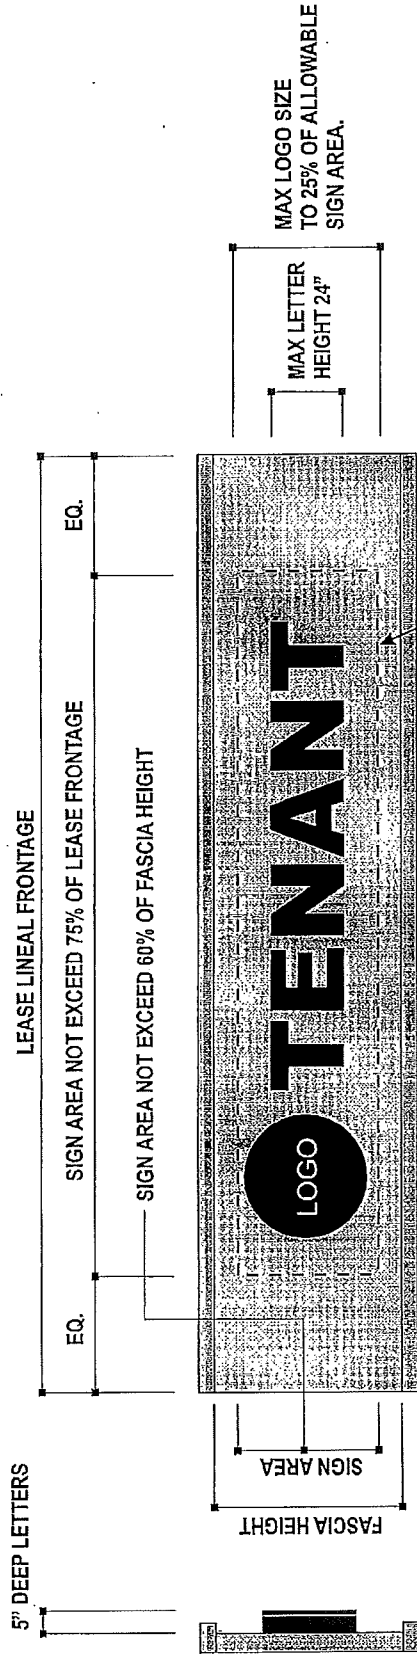 LEASE LINEAL FRONTAGE
EQ.
SIGN AREA NOT EXCEED 75% OF LEASE FRONTAGE
EQ.
SIGN AREA NOT EXCEED 60% OF FASCIA HEIGHT
5" DEEP LETTERS
FASCIA HEIGHT
SIGN AREA
LOGO
TENANT
MAX LETTER
HEIGHT 24"
MAX LOGO SIZE
TO 25% OF ALLOWABLE
SIGN AREA.